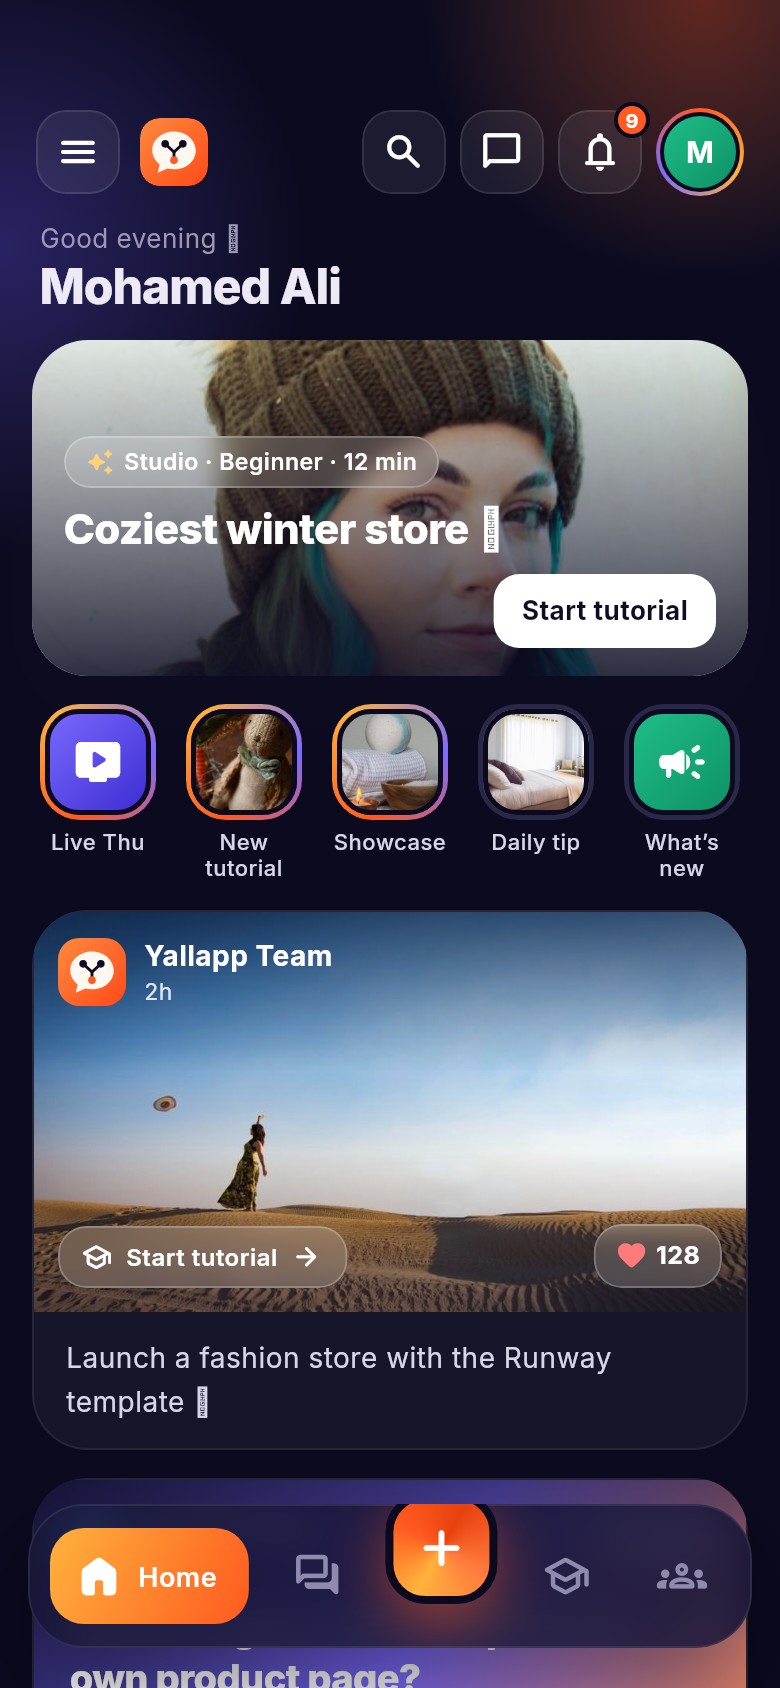 9
M
Good evening
Mohamed Ali
Studio · Beginner · 12 min
Coziest winter store
Start tutorial
Live Thu
New
tutorial
Showcase
Daily tip
What’s
new
Yallapp Team
2h
Start tutorial
128
Launch a fashion store with the Runway
template
Home
own product page?